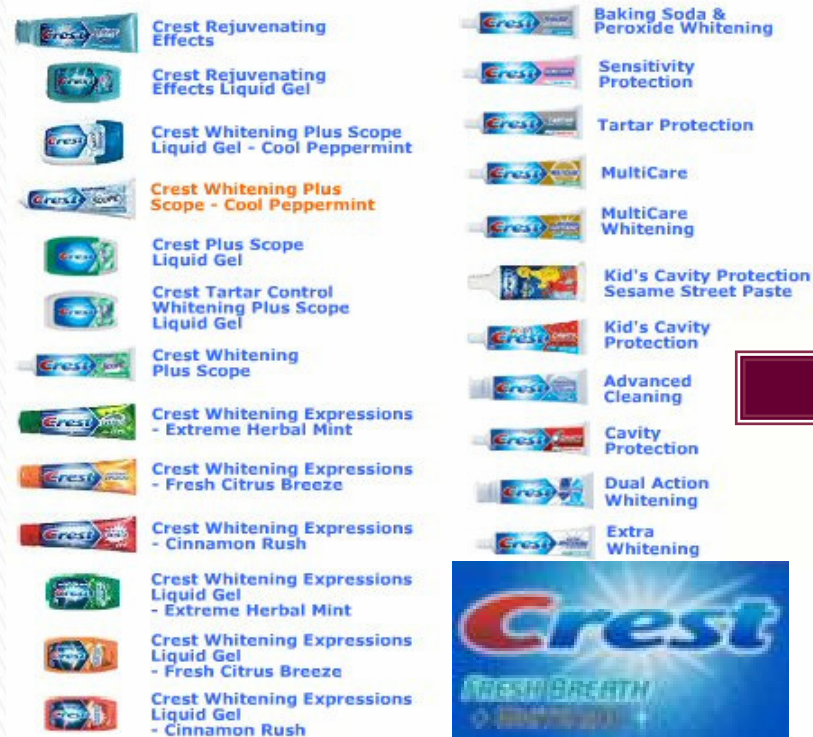 Crest Rejuvenating
Effects
Crest Rejuvenating
Effects Liquid Gel
Crest Whitening Plus Scope
Liquid Gel - Cool Peppermint
Crest Whitening Plus
Scope - Cool Peppermint
Crest Plus Scope
Liquid Gel
Crest Tartar Control
Whitening Plus Scope
Liquid Gel
Crest Whitening
Plus Scope
Crest Whitening Expressions
- Extreme Herbal Mint
Crest Whitening Expressions
- Fresh Citrus Breeze
Crest Whitening Expressions
- Cinnamon Rush
Crest Whitening Expressions
Liquid Gel
- Extreme Herbal Mint
Crest Whitening Expressions
Liquid Gel
- Fresh Citrus Breeze
Crest Whitening Expressions
Liquid Gel
- Cinnamon Rush
Baking Soda &
Peroxide Whitening
Sensitivity
Protection
Tartar Protection
MultiCare
MultiCare
Whitening
Kid's Cavity Protection
Sesame Street Paste
Kid's Cavity
Protection
Advanced
Cleaning
Cavity
Protection
Dual Action
Whitening
Extra
Whitening
Crest
FRESH BREATH